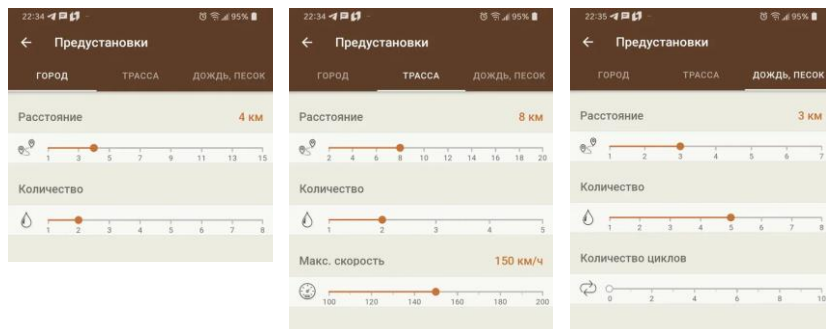 22:34 95%
← Предустановки
ГОРОД ТРАССА ДОЖДЬ, ПЕСОК
Расстояние 4 км
1 3 5 7 9 11 13 15
Количество
1 2 3 4 5 6 7 8
22:34 95%
← Предустановки
ГОРОД ТРАССА ДОЖДЬ, ПЕСОК
Расстояние 8 км
2 4 6 8 10 12 14 16 18 20
Количество
1 2 3 4 5
Макс. скорость 150 км/ч
100 120 140 160 180 200
22:35 95%
← Предустановки
ГОРОД ТРАССА ДОЖДЬ, ПЕСОК
Расстояние 3 км
1 2 3 4 5 6 7
Количество
1 2 3 4 5 6 7 8
Количество циклов
0 2 4 6 8 10